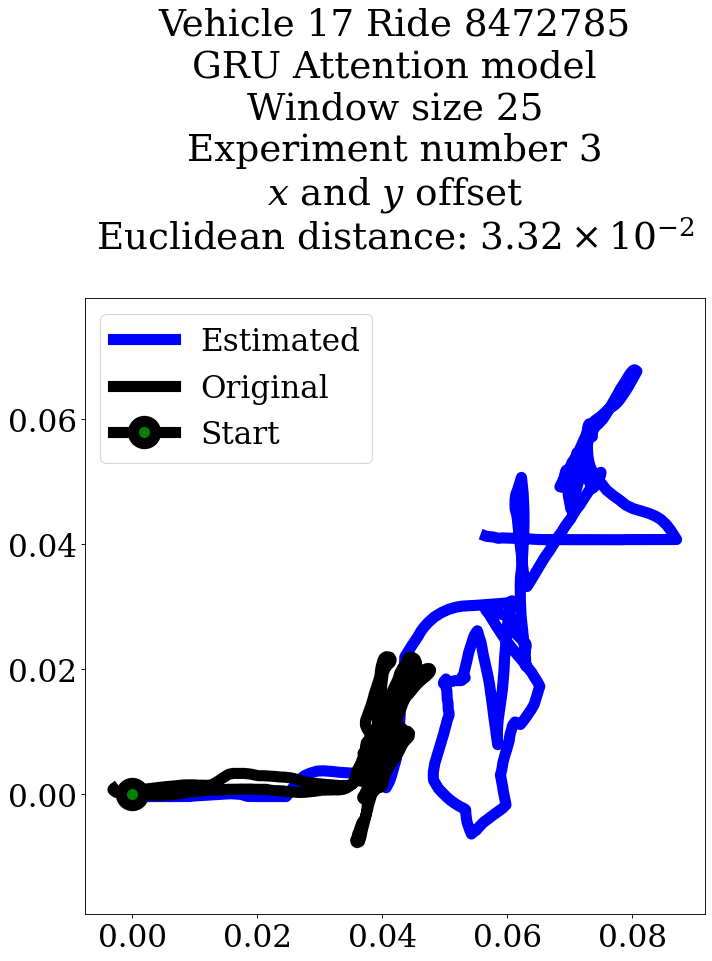 Vehicle 17 Ride 8472785
GRU Attention model
Window size 25
Experiment number 3
x and y offset
Euclidean distance: 3.32 × 10⁻²
Estimated
Original
Start
0.06
0.04
0.02
0.00
0.00 0.02 0.04 0.06 0.08